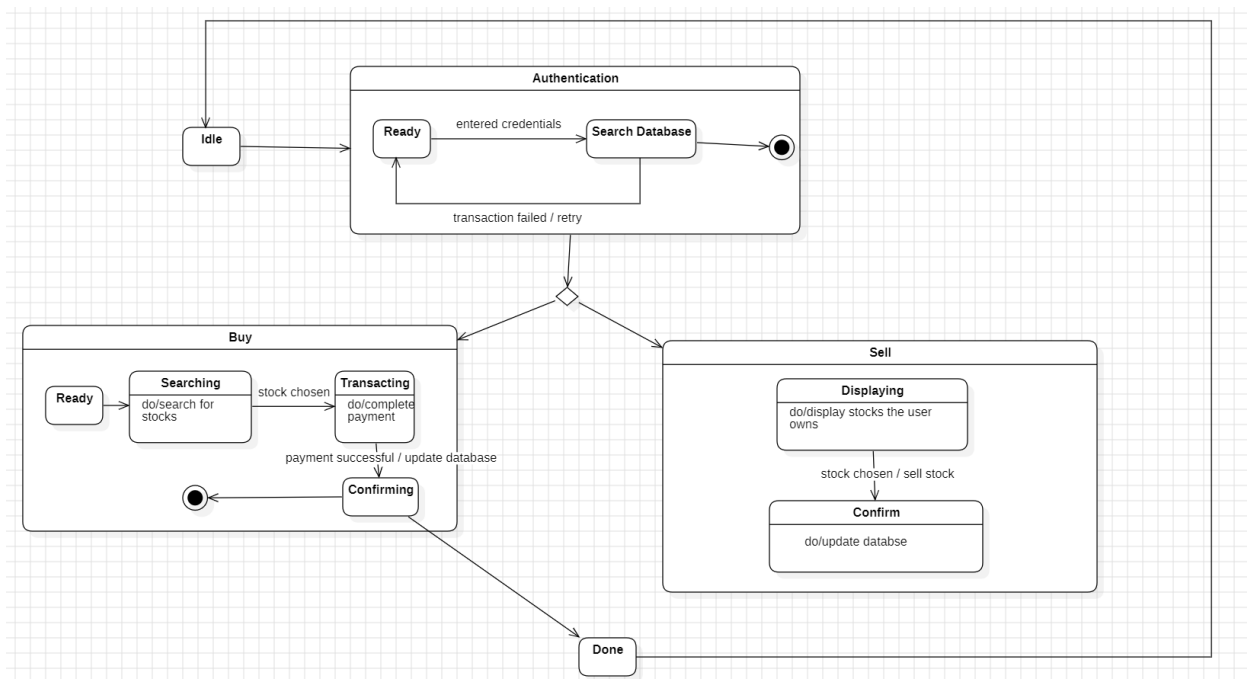 Authentication
Idle
Ready
entered credentials
Search Database
transaction failed / retry
Buy
Ready
Searching
do/search for
stocks
stock chosen
Transacting
do/complete
payment
payment successful / update database
Confirming
Sell
Displaying
do/display stocks the user
owns
stock chosen / sell stock
Confirm
do/update databse
Done